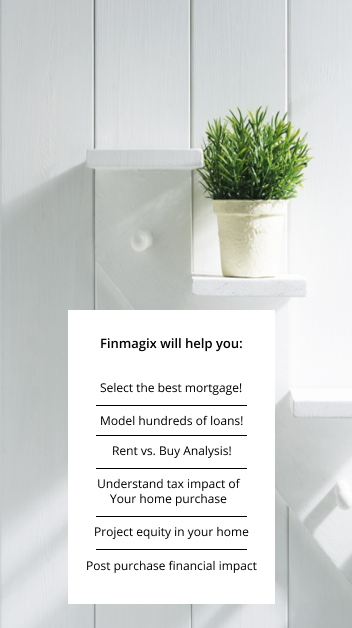 Finmagix will help you:
Select the best mortgage!
Model hundreds of loans!
Rent vs. Buy Analysis!
Understand tax impact of
Your home purchase
Project equity in your home
Post purchase financial impact